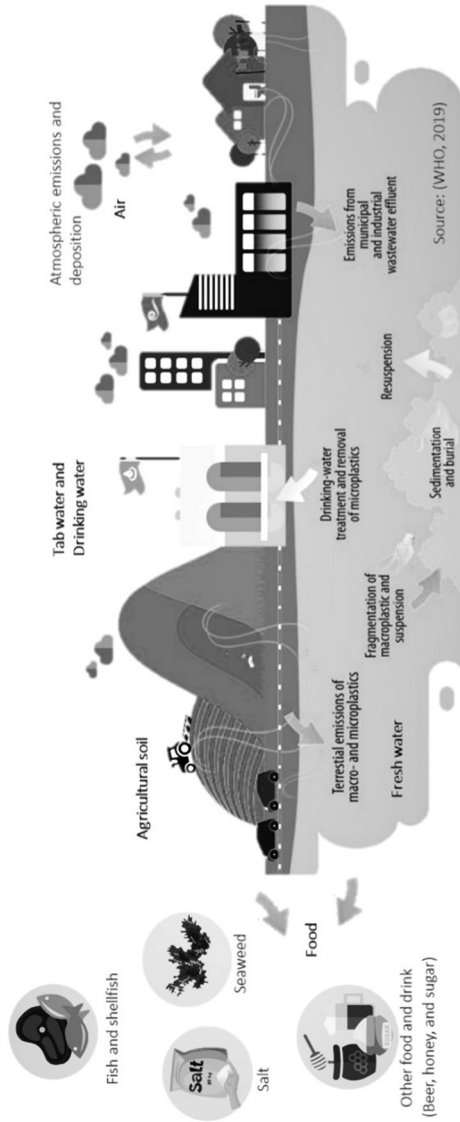 Fish and shellfish
Seaweed
Salt
Salt
Food
Other food and drink
(Beer, honey, and sugar)
Agricultural soil
Terrestial emissions of
macro- and microplastics
Fresh water
Fragmentation of
macroplastic and
suspension
Tab water and
Drinking water
Drinking-water
treatment and removal
of microplastics
Sedimentation
and burial
Resuspension
Atmospheric emissions and
deposition
Air
Emissions from
municipal
and industrial
wastewater effluent
Source: (WHO, 2019)